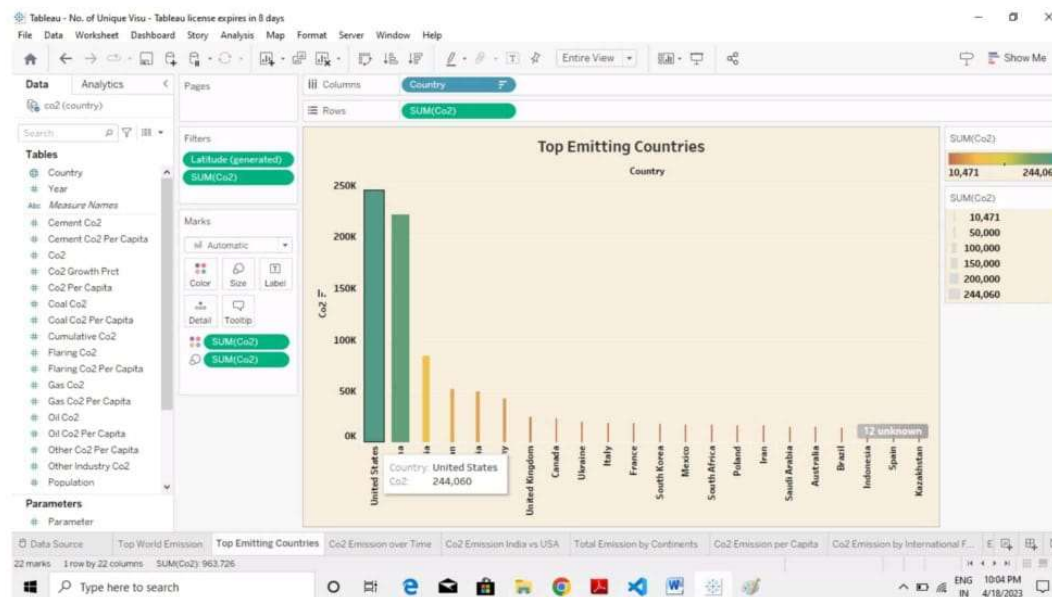 Tableau - No. of Unique Visu - Tableau license expires in 8 days
File Data Worksheet Dashboard Story Analysis Map Format Server Window Help
Entire View
Show Me
Data Analytics
co2 (country)
Search
Tables
Country
Year
Abc Measure Names
Cement Co2
Cement Co2 Per Capita
Co2
Co2 Growth Prct
Co2 Per Capita
Coal Co2
Coal Co2 Per Capita
Cumulative Co2
Flaring Co2
Flaring Co2 Per Capita
Gas Co2
Gas Co2 Per Capita
Oil Co2
Oil Co2 Per Capita
Other Co2 Per Capita
Other Industry Co2
Population
Parameters
Parameter
Pages
Filters
Latitude (generated)
SUM(Co2)
Marks
Automatic
Color Size Label
Detail Tooltip
SUM(Co2)
SUM(Co2)
Columns Country
Rows SUM(Co2)
Top Emitting Countries
Country
Co2
250K
200K
150K
100K
50K
0K
United States
United Kingdom
Canada
Ukraine
Italy
France
South Korea
Mexico
South Africa
Poland
Iran
Saudi Arabia
Australia
Brazil
Indonesia
Spain
Kazakhstan
12 unknown
Country: United States
Co2: 244,060
SUM(Co2)
10,471 244,06
SUM(Co2)
10,471
50,000
100,000
150,000
200,000
244,060
Data Source Top World Emission Top Emitting Countries Co2 Emission over Time Co2 Emission India vs USA Total Emission by Continents Co2 Emission per Capita Co2 Emission by International F... E
22 marks 1 row by 22 columns SUM(Co2): 963,726
Type here to search
ENG 10:04 PM
IN 4/18/2023